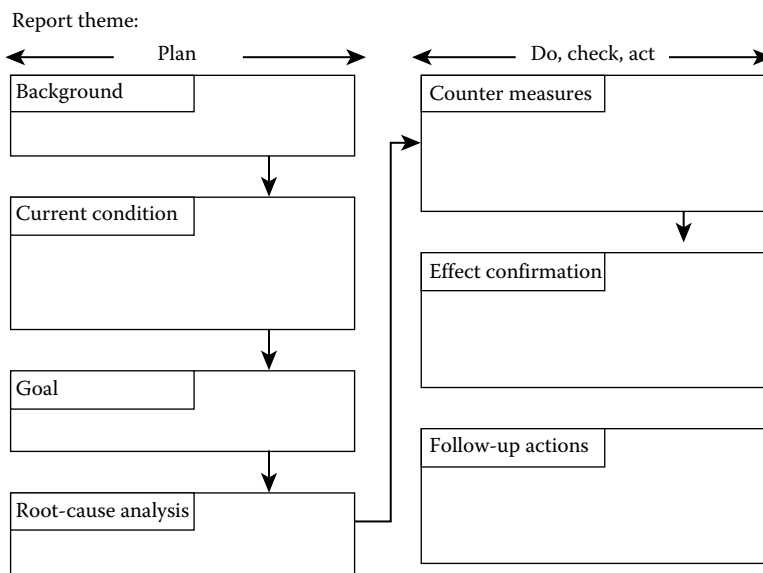 Report theme:
Plan
Background
Current condition
Goal
Root-cause analysis
Do, check, act
Counter measures
Effect confirmation
Follow-up actions